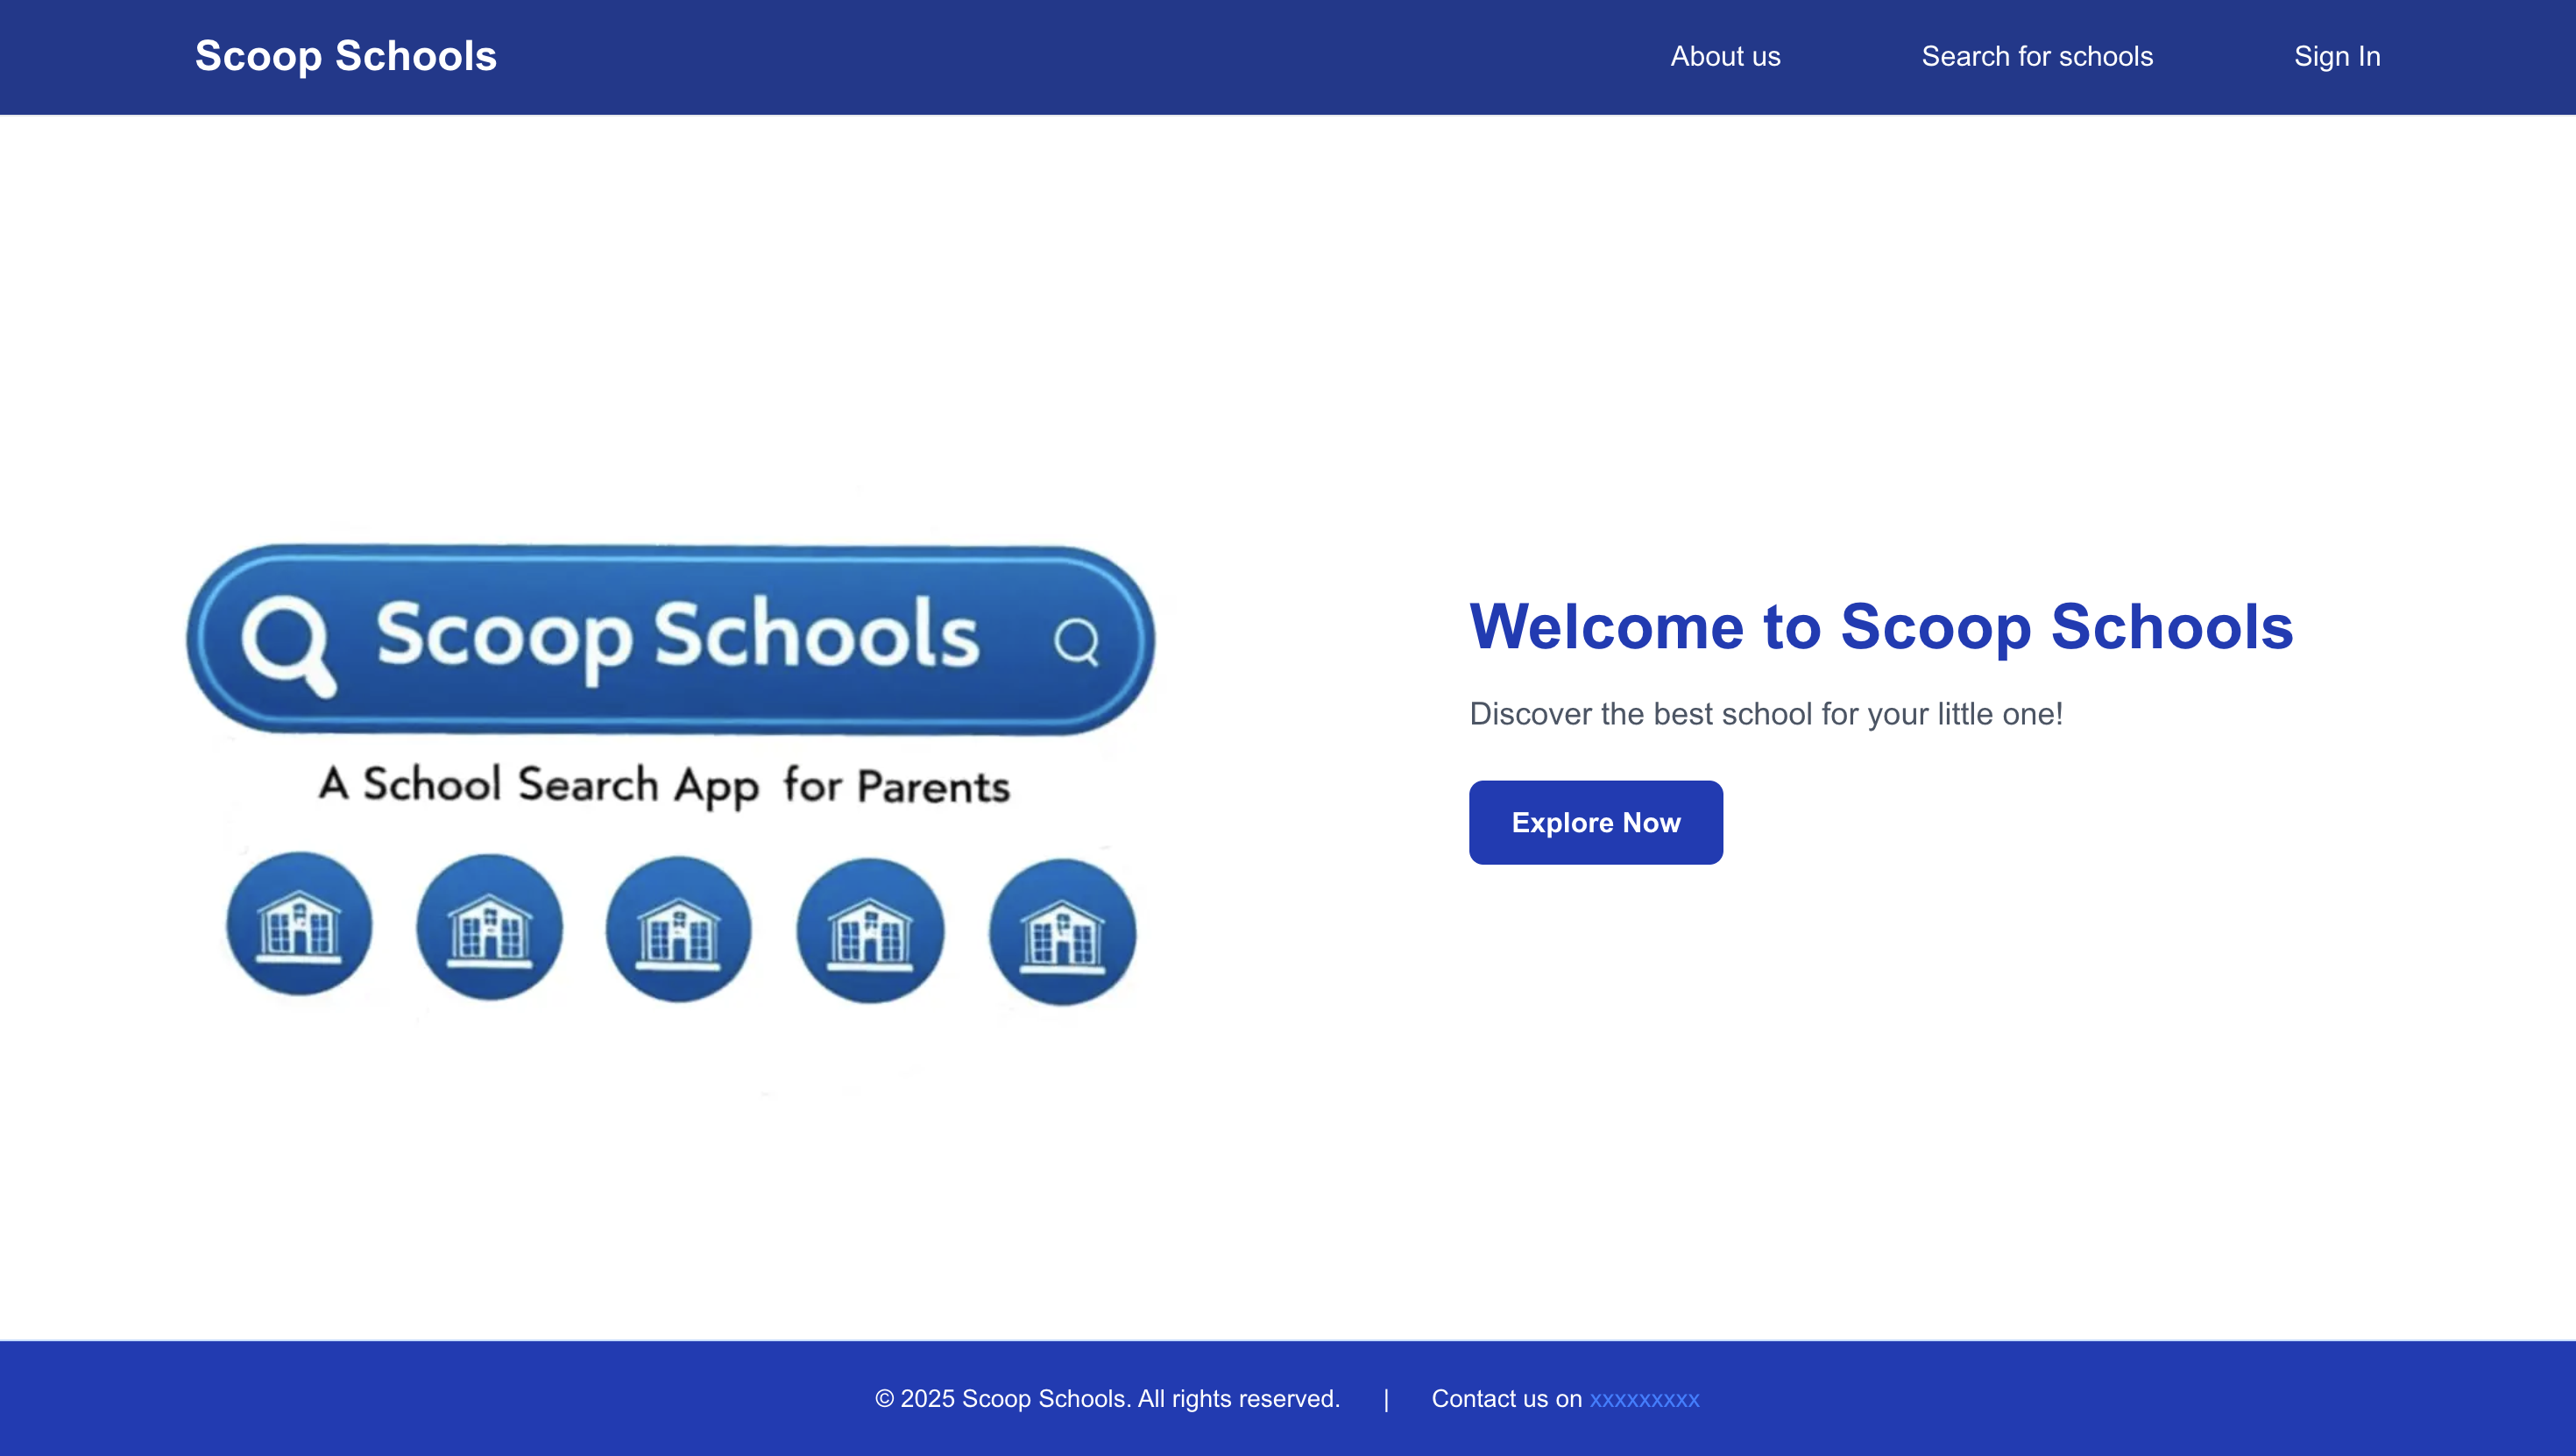 Scoop Schools
About us
Search for schools
Sign In
Scoop Schools
A School Search App for Parents
Welcome to Scoop Schools
Discover the best school for your little one!
Explore Now
© 2025 Scoop Schools. All rights reserved. | Contact us on xxxxxxxxx